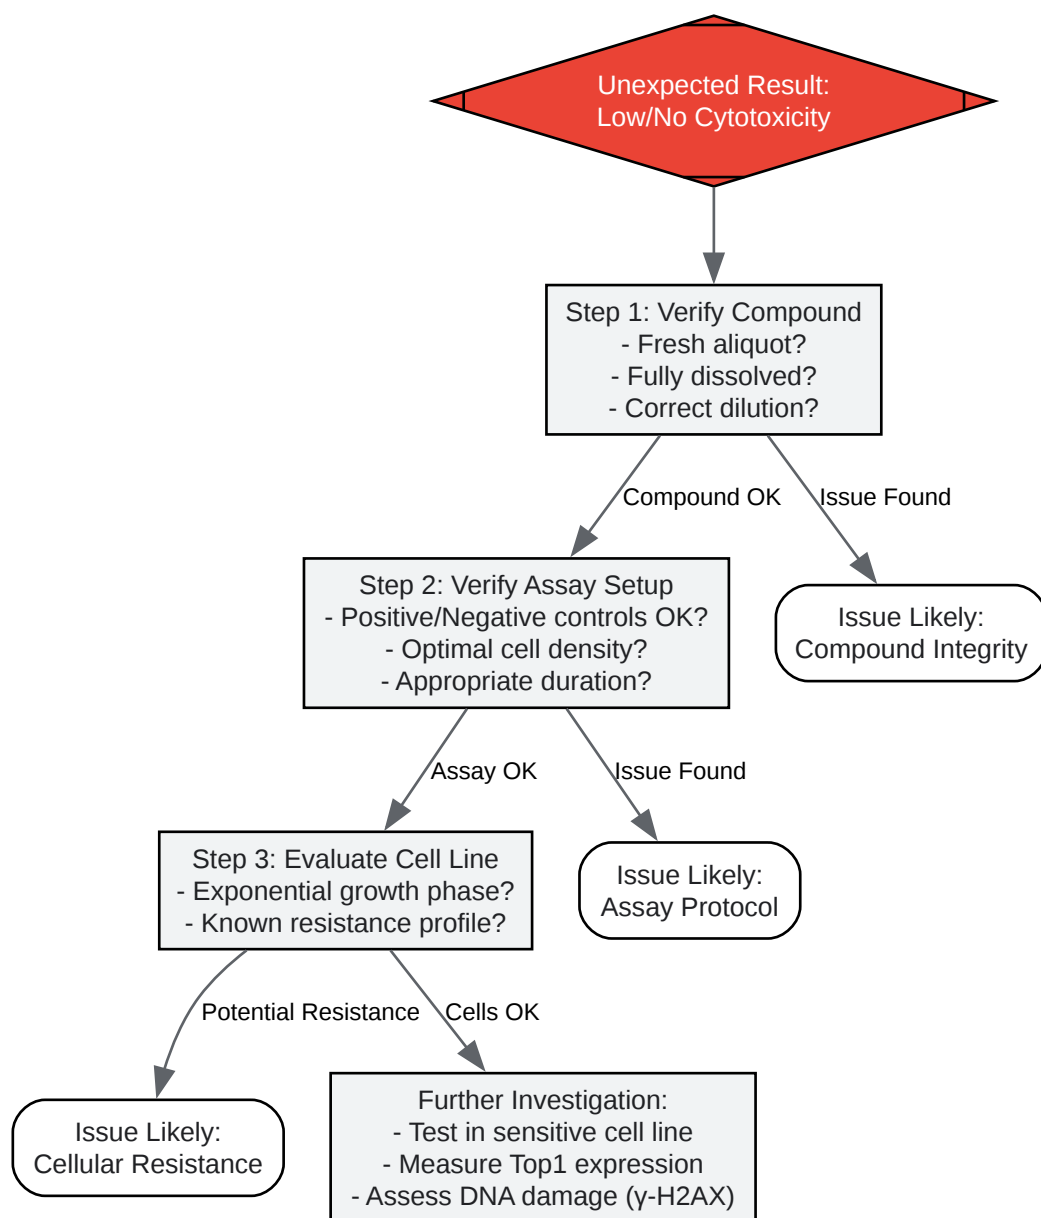 Unexpected Result:
Low/No Cytotoxicity
Step 1: Verify Compound
- Fresh aliquot?
- Fully dissolved?
- Correct dilution?
Compound OK
Issue Found
Step 2: Verify Assay Setup
- Positive/Negative controls OK?
- Optimal cell density?
- Appropriate duration?
Issue Likely:
Compound Integrity
Assay OK
Issue Found
Step 3: Evaluate Cell Line
- Exponential growth phase?
- Known resistance profile?
Issue Likely:
Assay Protocol
Potential Resistance
Cells OK
Issue Likely:
Cellular Resistance
Further Investigation:
- Test in sensitive cell line
- Measure Top1 expression
- Assess DNA damage (γ-H2AX)